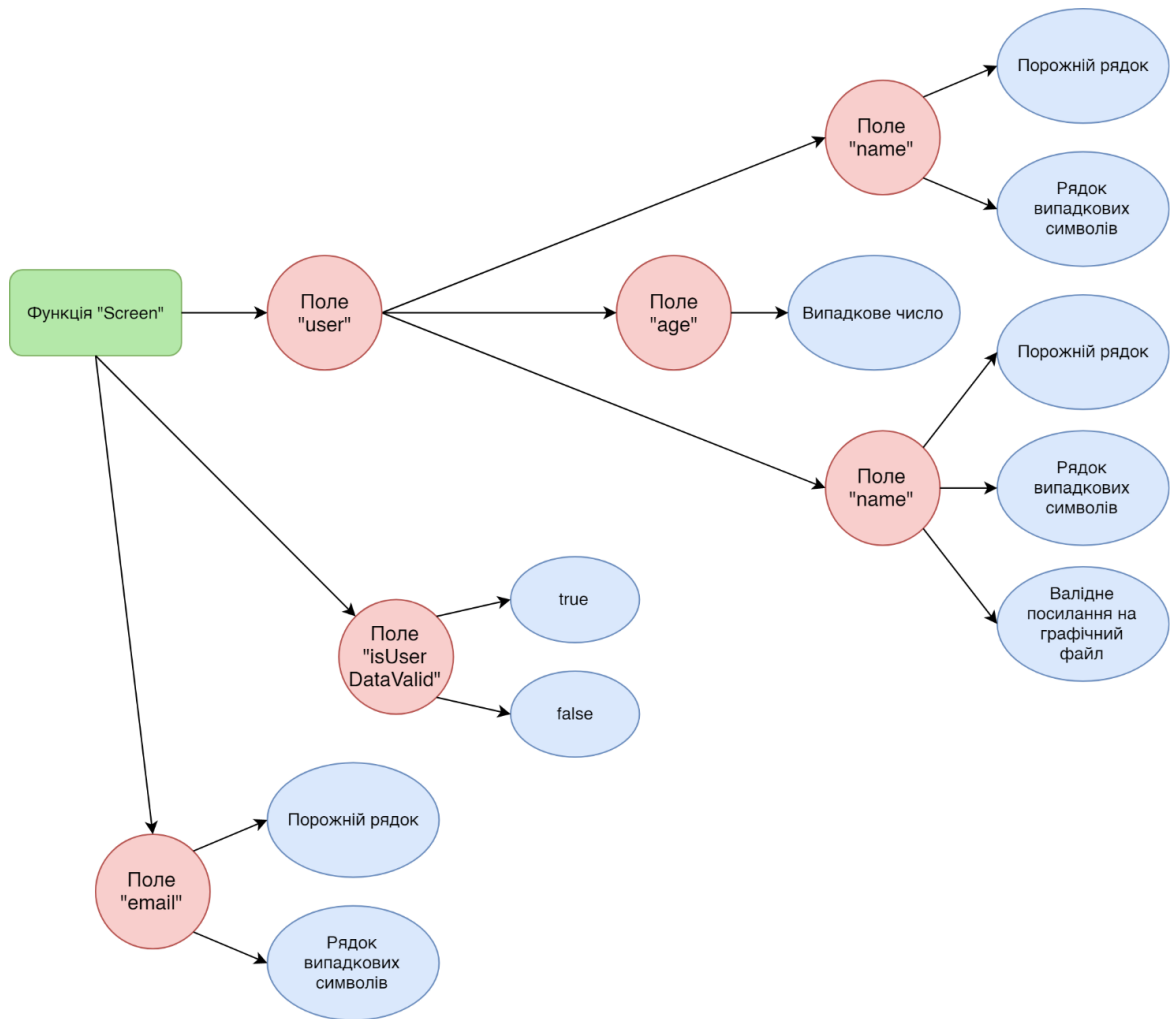 Порожній рядок
Поле
"name"
Рядок
випадкових
символів
Функція "Screen"
Поле
"user"
Поле
"age"
Випадкове число
Порожній рядок
Поле
"name"
Рядок
випадкових
символів
Валідне
посилання на
графічний
файл
true
Поле
"isUser
DataValid"
false
Порожній рядок
Поле
"email"
Рядок
випадкових
символів